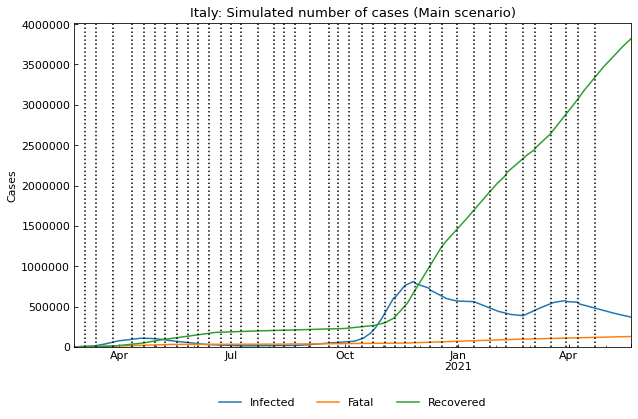 Italy: Simulated number of cases (Main scenario)
4000000
3500000
3000000
2500000
2000000
1500000
1000000
500000
0
Cases
Apr Jul Oct Jan Apr
2021
Infected Fatal Recovered